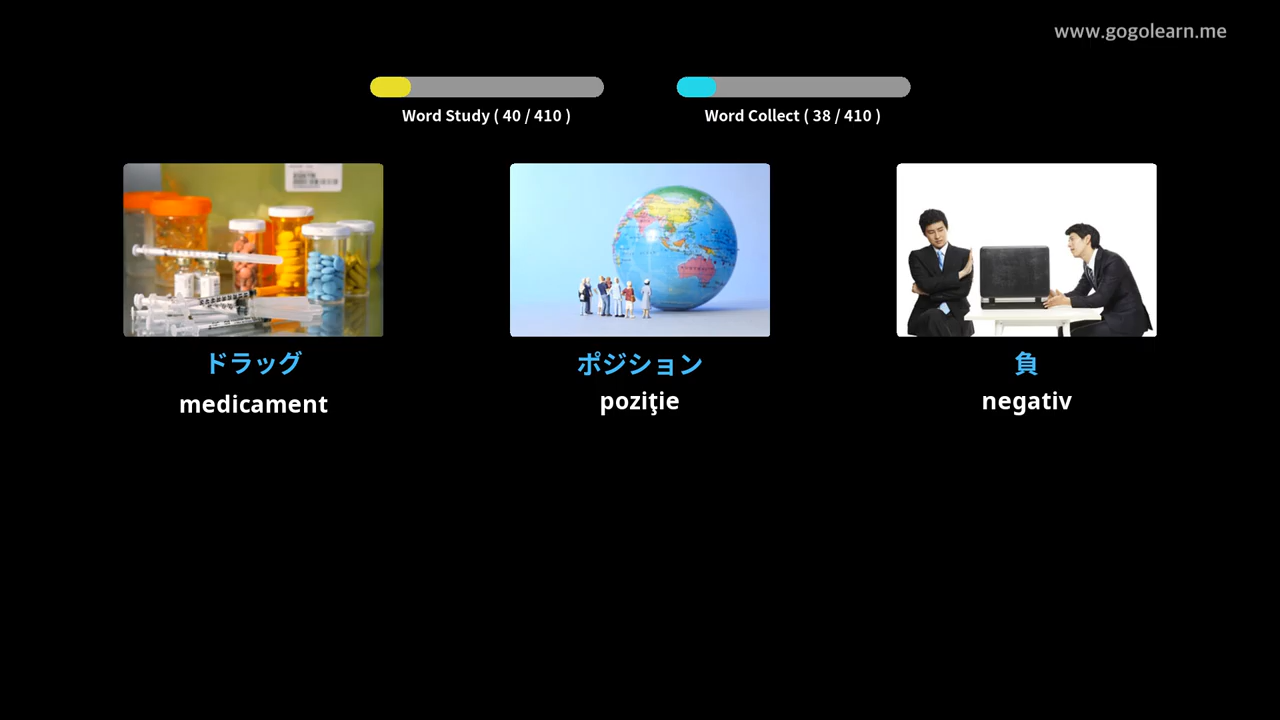 www.gogolearn.me
Word Study ( 40 / 410 )
Word Collect ( 38 / 410 )
ドラッグ
medicament
ポジション
poziţie
負
negativ